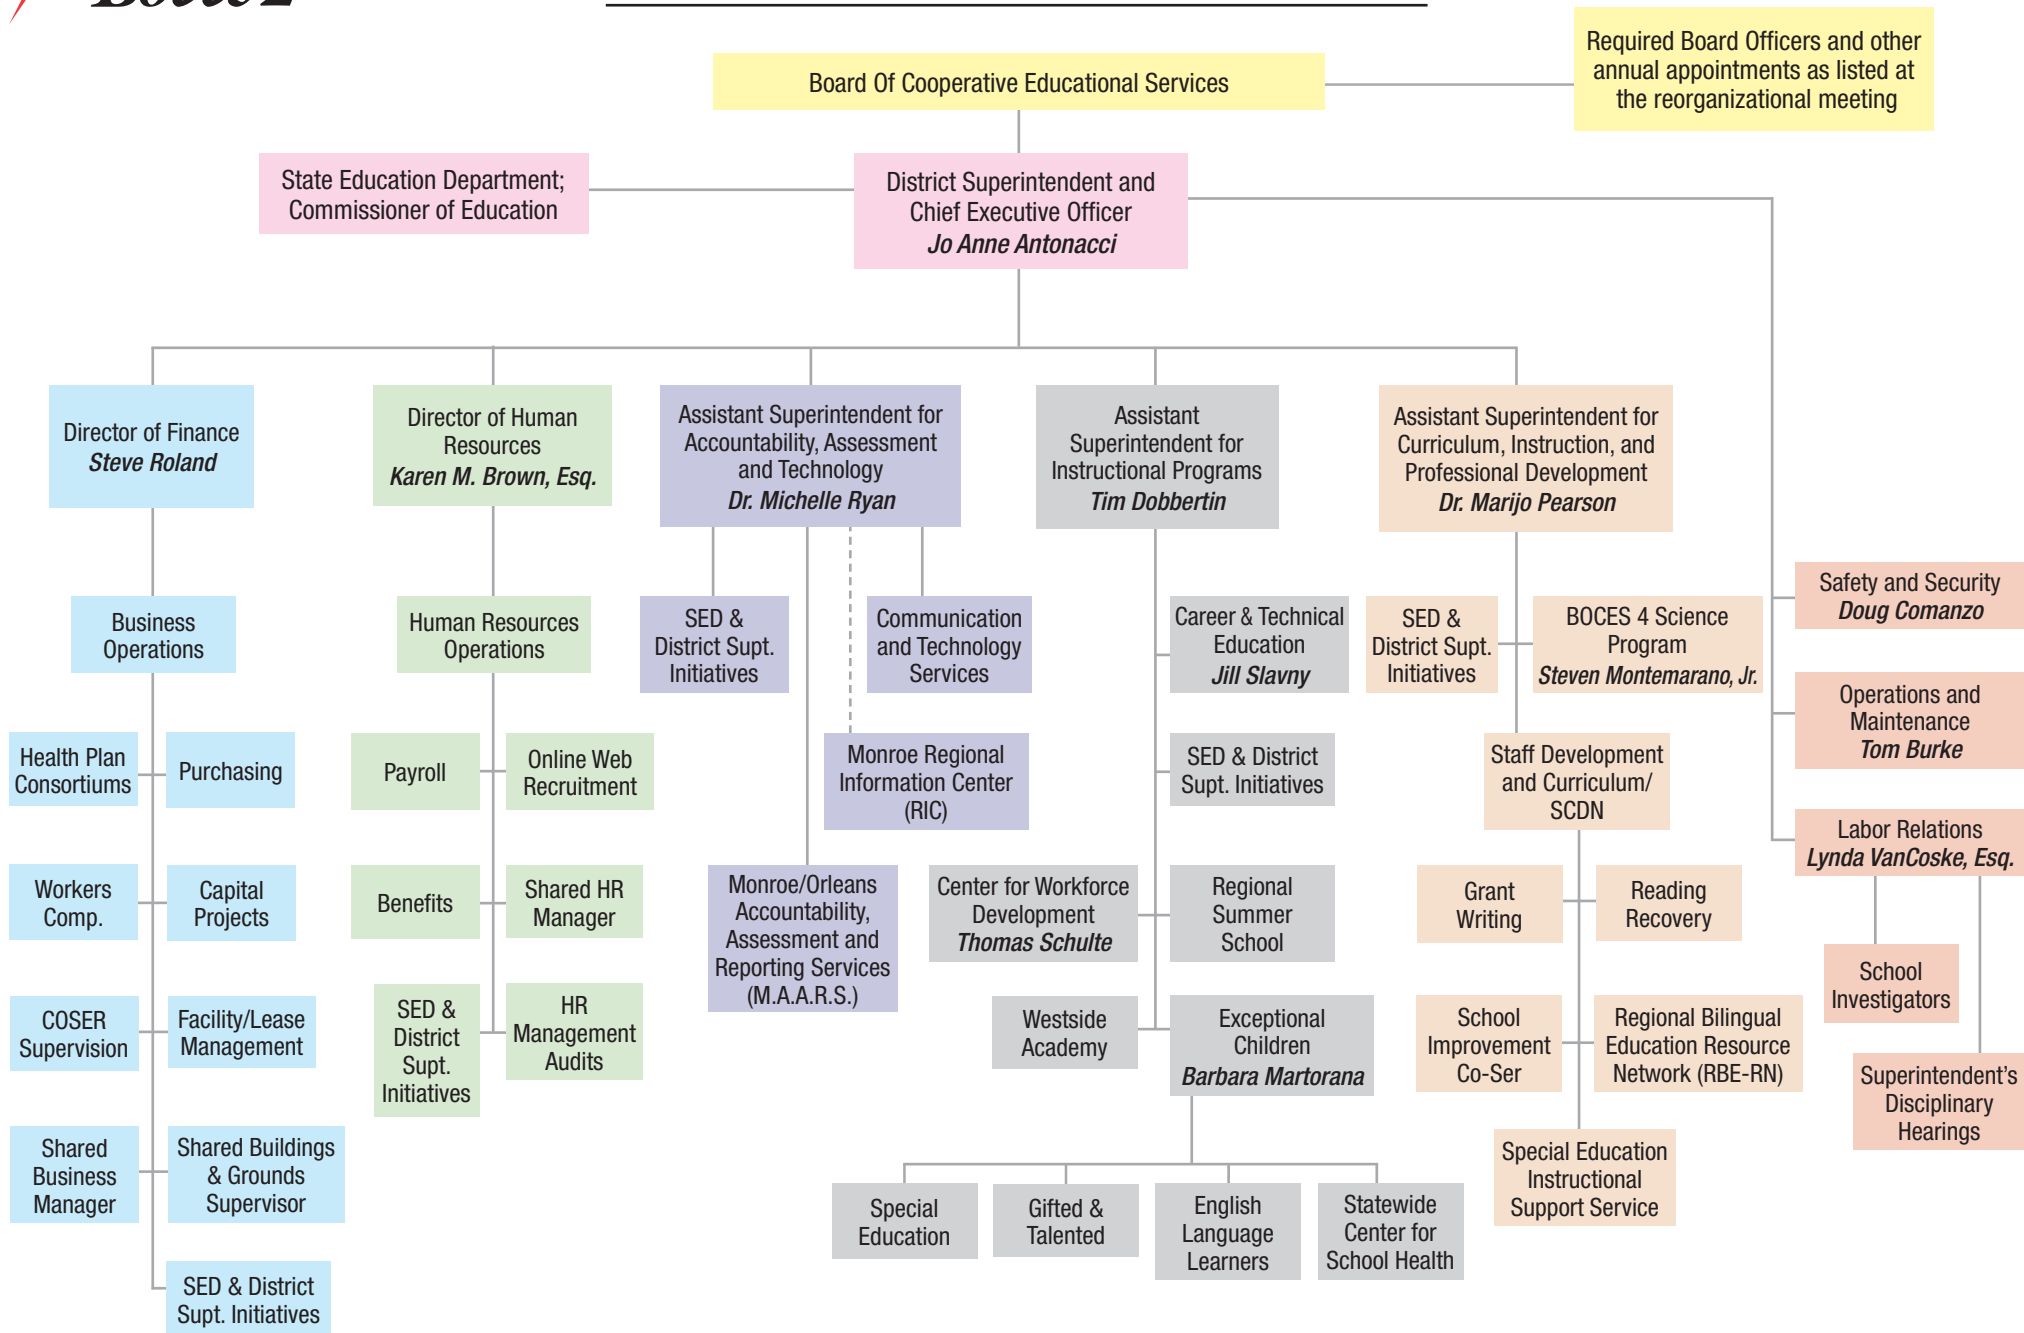 Board Of Cooperative Educational Services
Required Board Officers and other
annual appointments as listed at
the reorganizational meeting
State Education Department;
Commissioner of Education
District Superintendent and
Chief Executive Officer
Jo Anne Antonacci
Director of Finance
Steve Roland
Director of Human
Resources
Karen M. Brown, Esq.
Assistant Superintendent for
Accountability, Assessment
and Technology
Dr. Michelle Ryan
Assistant
Superintendent for
Instructional Programs
Tim Dobbertin
Assistant Superintendent for
Curriculum, Instruction, and
Professional Development
Dr. Marijo Pearson
Business
Operations
Health Plan
Consortiums
Purchasing
Workers
Comp.
Capital
Projects
COSER
Supervision
Facility/Lease
Management
Shared
Business
Manager
Shared Buildings
& Grounds
Supervisor
SED & District
Supt. Initiatives
Human Resources
Operations
Payroll
Online Web
Recruitment
Benefits
Shared HR
Manager
SED &
District
Supt.
Initiatives
HR
Management
Audits
SED &
District Supt.
Initiatives
Communication
and Technology
Services
Monroe Regional
Information Center
(RIC)
Monroe/Orleans
Accountability,
Assessment and
Reporting Services
(M.A.A.R.S.)
Career & Technical
Education
Jill Slavny
SED & District
Supt. Initiatives
Center for Workforce
Development
Thomas Schulte
Regional
Summer
School
Westside
Academy
Exceptional
Children
Barbara Martorana
Special
Education
Gifted &
Talented
English
Language
Learners
Statewide
Center for
School Health
SED &
District Supt.
Initiatives
BOCES 4 Science
Program
Steven Montemarano, Jr.
Staff Development
and Curriculum/
SCDN
Grant
Writing
Reading
Recovery
School
Improvement
Co-Ser
Regional Bilingual
Education Resource
Network (RBE-RN)
Special Education
Instructional
Support Service
Safety and Security
Doug Comanzo
Operations and
Maintenance
Tom Burke
Labor Relations
Lynda VanCoske, Esq.
School
Investigators
Superintendent's
Disciplinary
Hearings